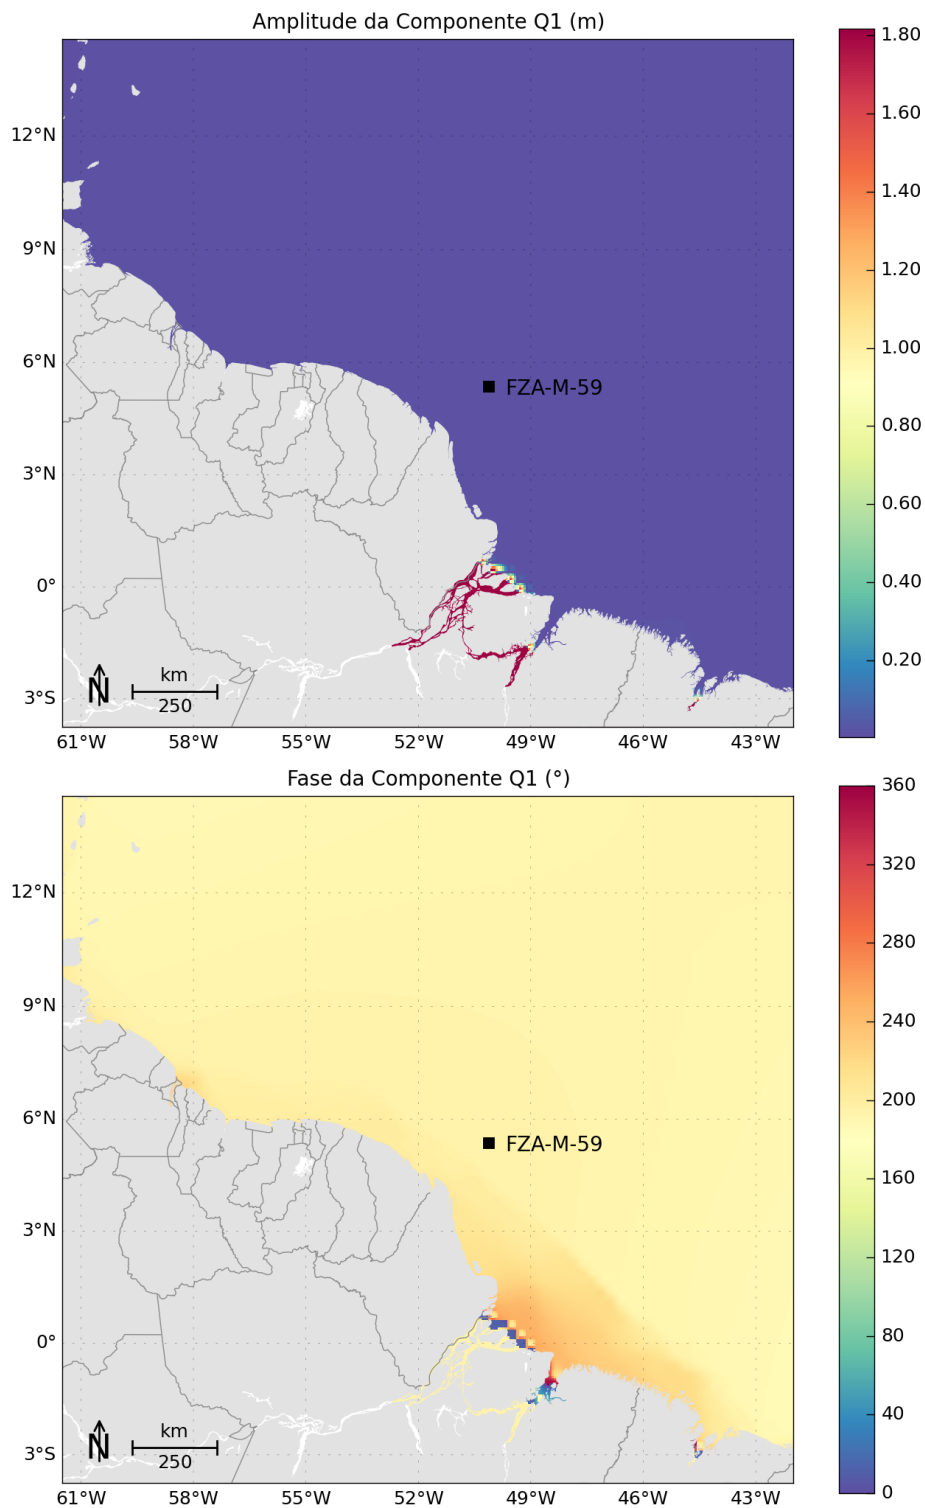 Amplitude da Componente Q1 (m)
12°N
9°N
6°N
3°N
0°
3°S
61°W 58°W 55°W 52°W 49°W 46°W 43°W
FZA-M-59
N
km
250
1.80
1.60
1.40
1.20
1.00
0.80
0.60
0.40
0.20
Fase da Componente Q1 (°)
12°N
9°N
6°N
3°N
0°
3°S
61°W 58°W 55°W 52°W 49°W 46°W 43°W
FZA-M-59
N
km
250
360
320
280
240
200
160
120
80
40
0